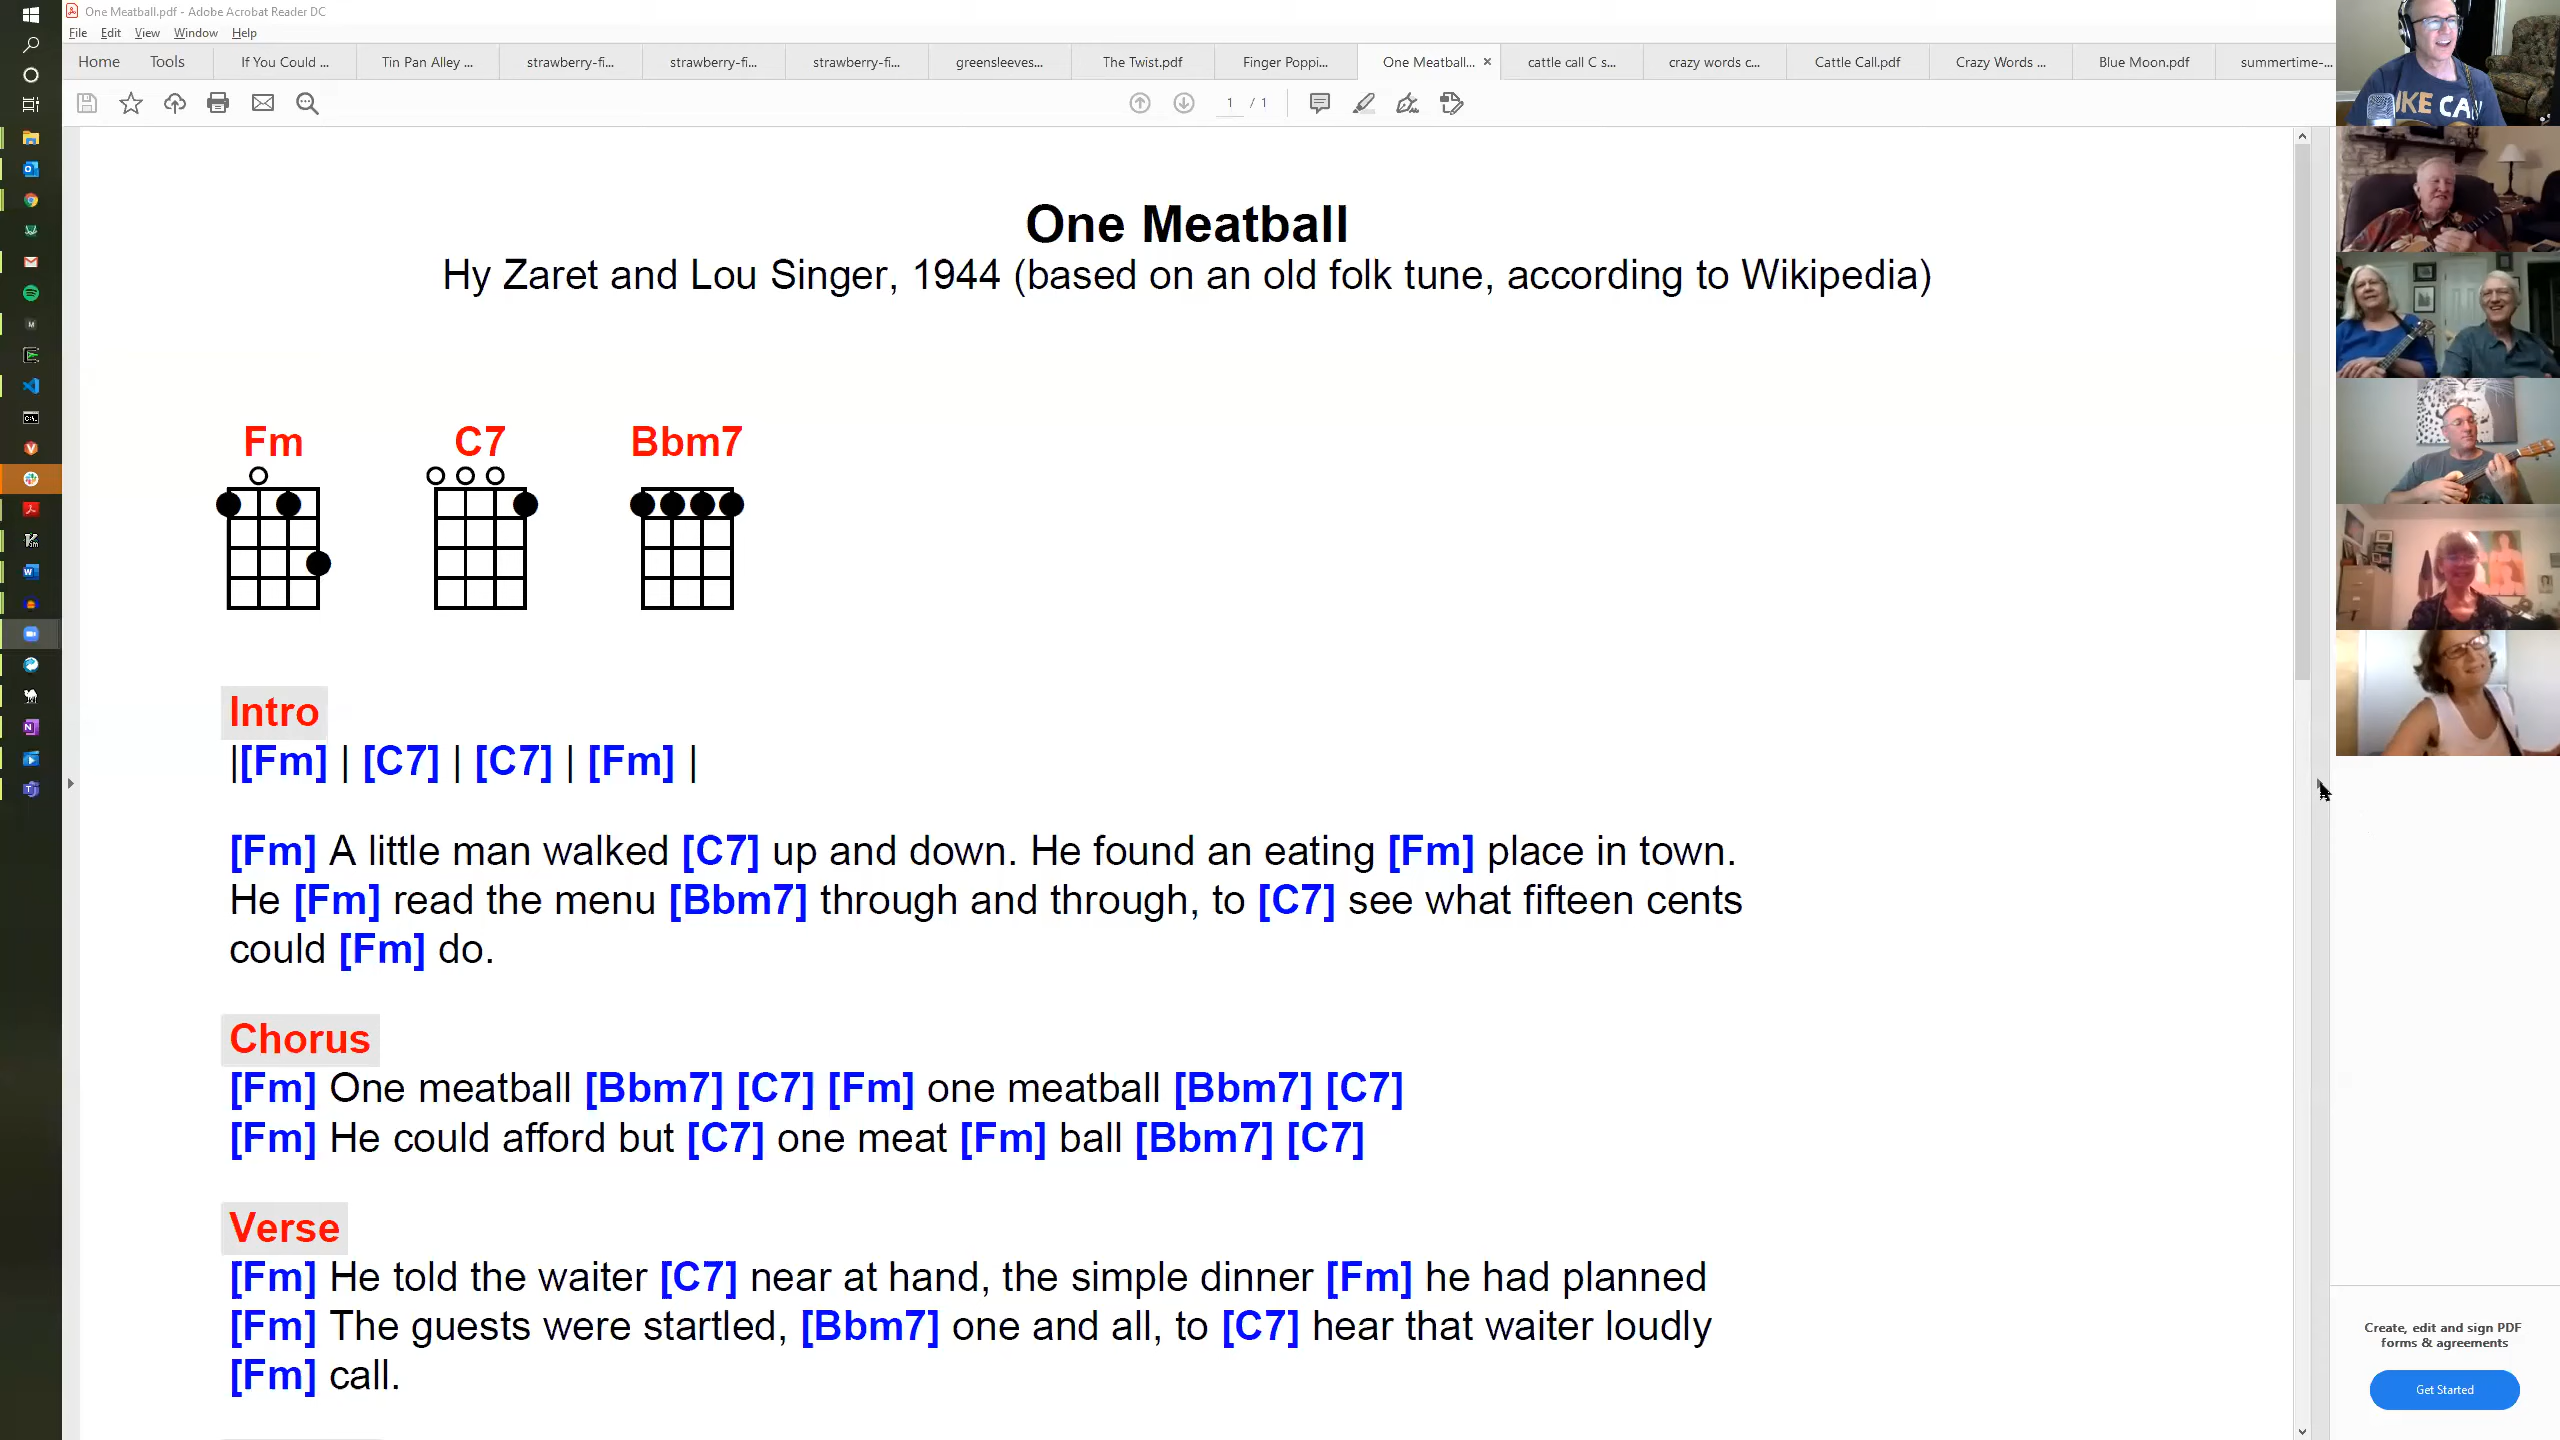 One Meatball.pdf - Adobe Acrobat Reader DC
File Edit View Window Help
Home Tools If You Could ... Tin Pan Alley ... strawberry-fi... strawberry-fi... strawberry-fi... greensleeves... The Twist.pdf Finger Poppi... One Meatball... × cattle call C s... crazy words c... Cattle Call.pdf Crazy Words ... Blue Moon.pdf summertime-...
1 / 1
UKE CAN
One Meatball
Hy Zaret and Lou Singer, 1944 (based on an old folk tune, according to Wikipedia)
Fm C7 Bbm7
Intro
|[Fm] | [C7] | [C7] | [Fm] |
[Fm] A little man walked [C7] up and down. He found an eating [Fm] place in town.
He [Fm] read the menu [Bbm7] through and through, to [C7] see what fifteen cents
could [Fm] do.
Chorus
[Fm] One meatball [Bbm7] [C7] [Fm] one meatball [Bbm7] [C7]
[Fm] He could afford but [C7] one meat [Fm] ball [Bbm7] [C7]
Verse
[Fm] He told the waiter [C7] near at hand, the simple dinner [Fm] he had planned
[Fm] The guests were startled, [Bbm7] one and all, to [C7] hear that waiter loudly
[Fm] call.
Create, edit and sign PDF
forms & agreements
Get Started